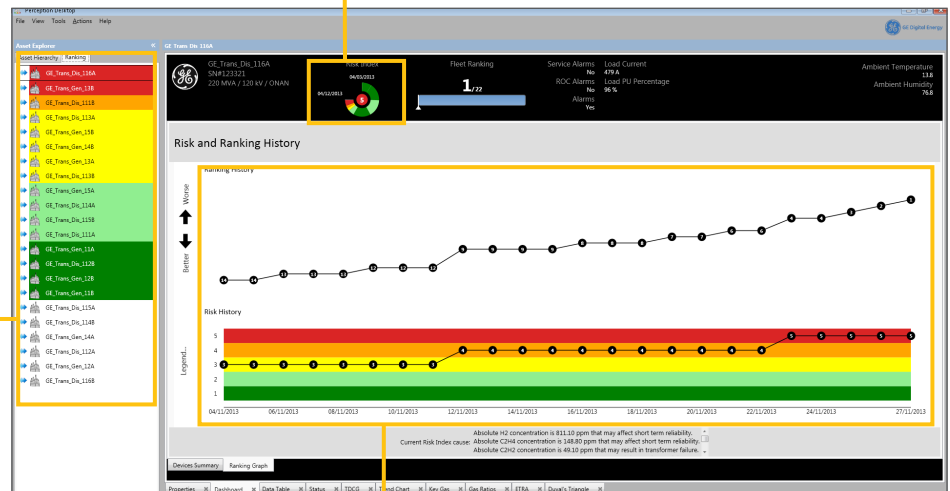 Perception Desktop
File View Tools Actions Help
GE Digital Energy
Asset Explorer
GE Trans Dis 116A
Asset Hierarchy Ranking
GE_Trans_Dis_116A
GE_Trans_Gen_13B
GE_Trans_Dis_111B
GE_Trans_Dis_113A
GE_Trans_Gen_15B
GE_Trans_Gen_14B
GE_Trans_Gen_13A
GE_Trans_Dis_113B
GE_Trans_Gen_15A
GE_Trans_Dis_114A
GE_Trans_Dis_115B
GE_Trans_Dis_111A
GE_Trans_Gen_11A
GE_Trans_Dis_112B
GE_Trans_Gen_12B
GE_Trans_Gen_11B
GE_Trans_Dis_115A
GE_Trans_Dis_114B
GE_Trans_Gen_14A
GE_Trans_Dis_112A
GE_Trans_Gen_12A
GE_Trans_Dis_116B
GE_Trans_Dis_116A
SN#123321
220 MVA / 120 kV / ONAN
Risk Index
04/03/2013
04/12/2013
5
Fleet Ranking
1/22
Service Alarms
No
ROC Alarms
No
Alarms
Yes
Load Current
479 A
Load PU Percentage
96 %
Ambient Temperature
13.8
Ambient Humidity
76.8
Risk and Ranking History
Ranking History
Worse
Better
14 14 13 13 13 12 12 12 9 9 9 9 8 8 8 7 7 6 6 4 4 3 2 1
Risk History
Legend...
5
4
3
2
1
3 3 3 3 3 3 3 3 4 4 4 4 4 4 4 4 4 4 4 5 5 5 5 5
04/11/2013 06/11/2013 08/11/2013 10/11/2013 12/11/2013 14/11/2013 16/11/2013 18/11/2013 20/11/2013 22/11/2013 24/11/2013 27/11/2013
Current Risk Index cause: Absolute H2 concentration is 811.10 ppm that may affect short term reliability.
Absolute C2H4 concentration is 148.80 ppm that may affect short term reliability.
Absolute C2H2 concentration is 49.10 ppm that may result in transformer failure.
Devices Summary Ranking Graph
Properties Dashboard Data Table Status TDCG Trend Chart Key Gas Gas Ratios ETRA Duval's Triangle